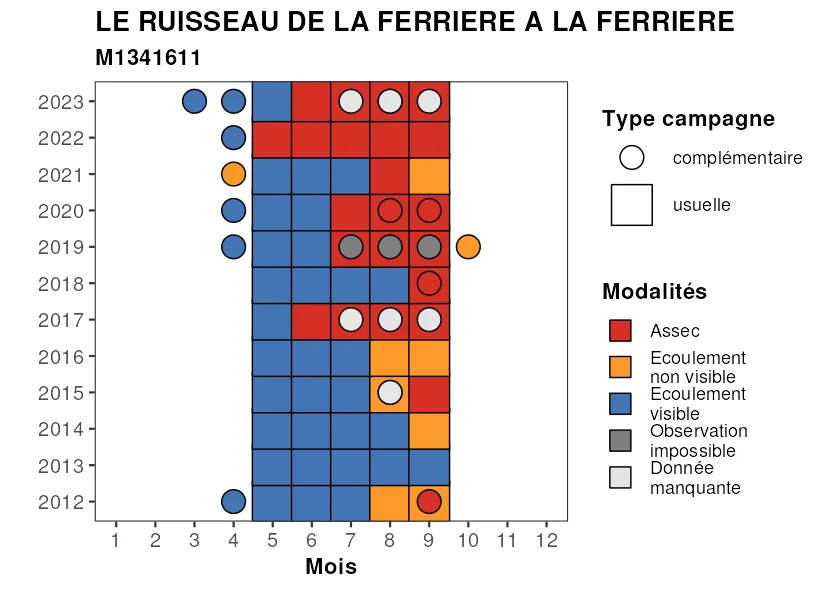 LE RUISSEAU DE LA FERRIERE A LA FERRIERE
M1341611
2023
2022
2021
2020
2019
2018
2017
2016
2015
2014
2013
2012
1 2 3 4 5 6 7 8 9 10 11 12
Mois
Type campagne
complémentaire
usuelle
Modalités
Assec
Ecoulement
non visible
Ecoulement
visible
Observation
impossible
Donnée
manquante